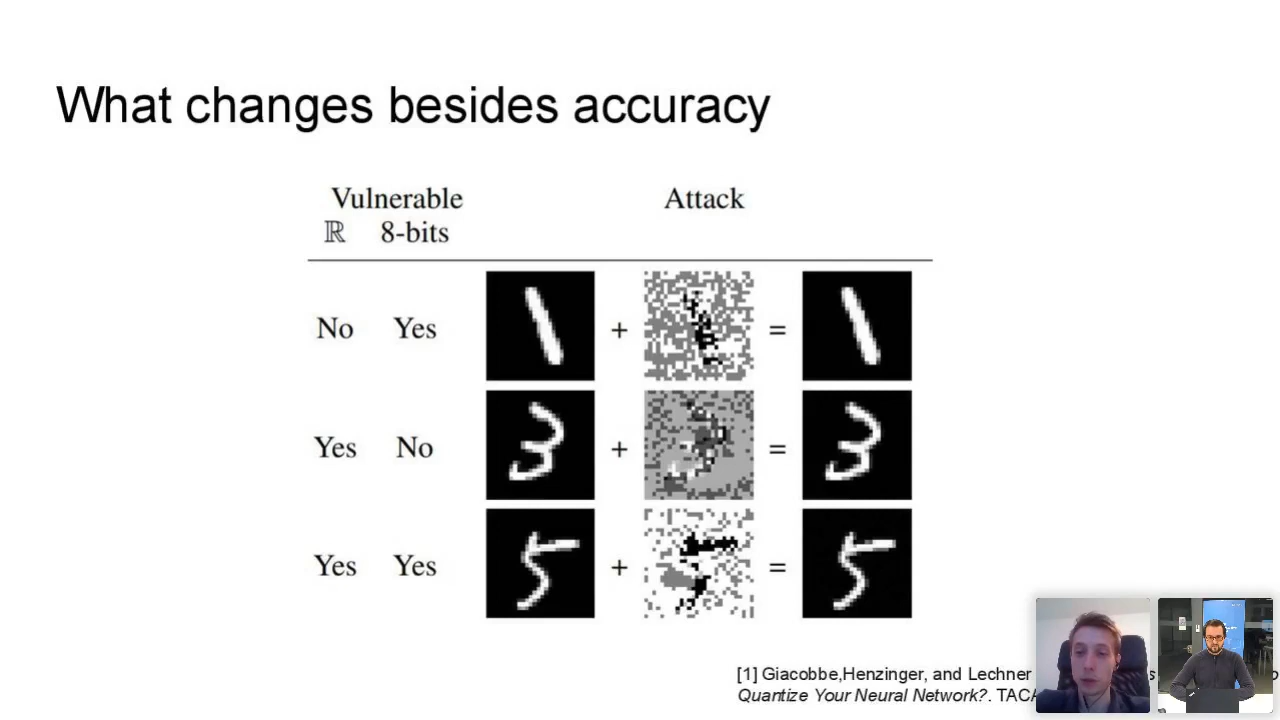 What changes besides accuracy
Vulnerable Attack
ℝ 8-bits
No Yes + =
Yes No + =
Yes Yes + =
[1] Giacobbe,Henzinger, and Lechner
Quantize Your Neural Network?. TACA